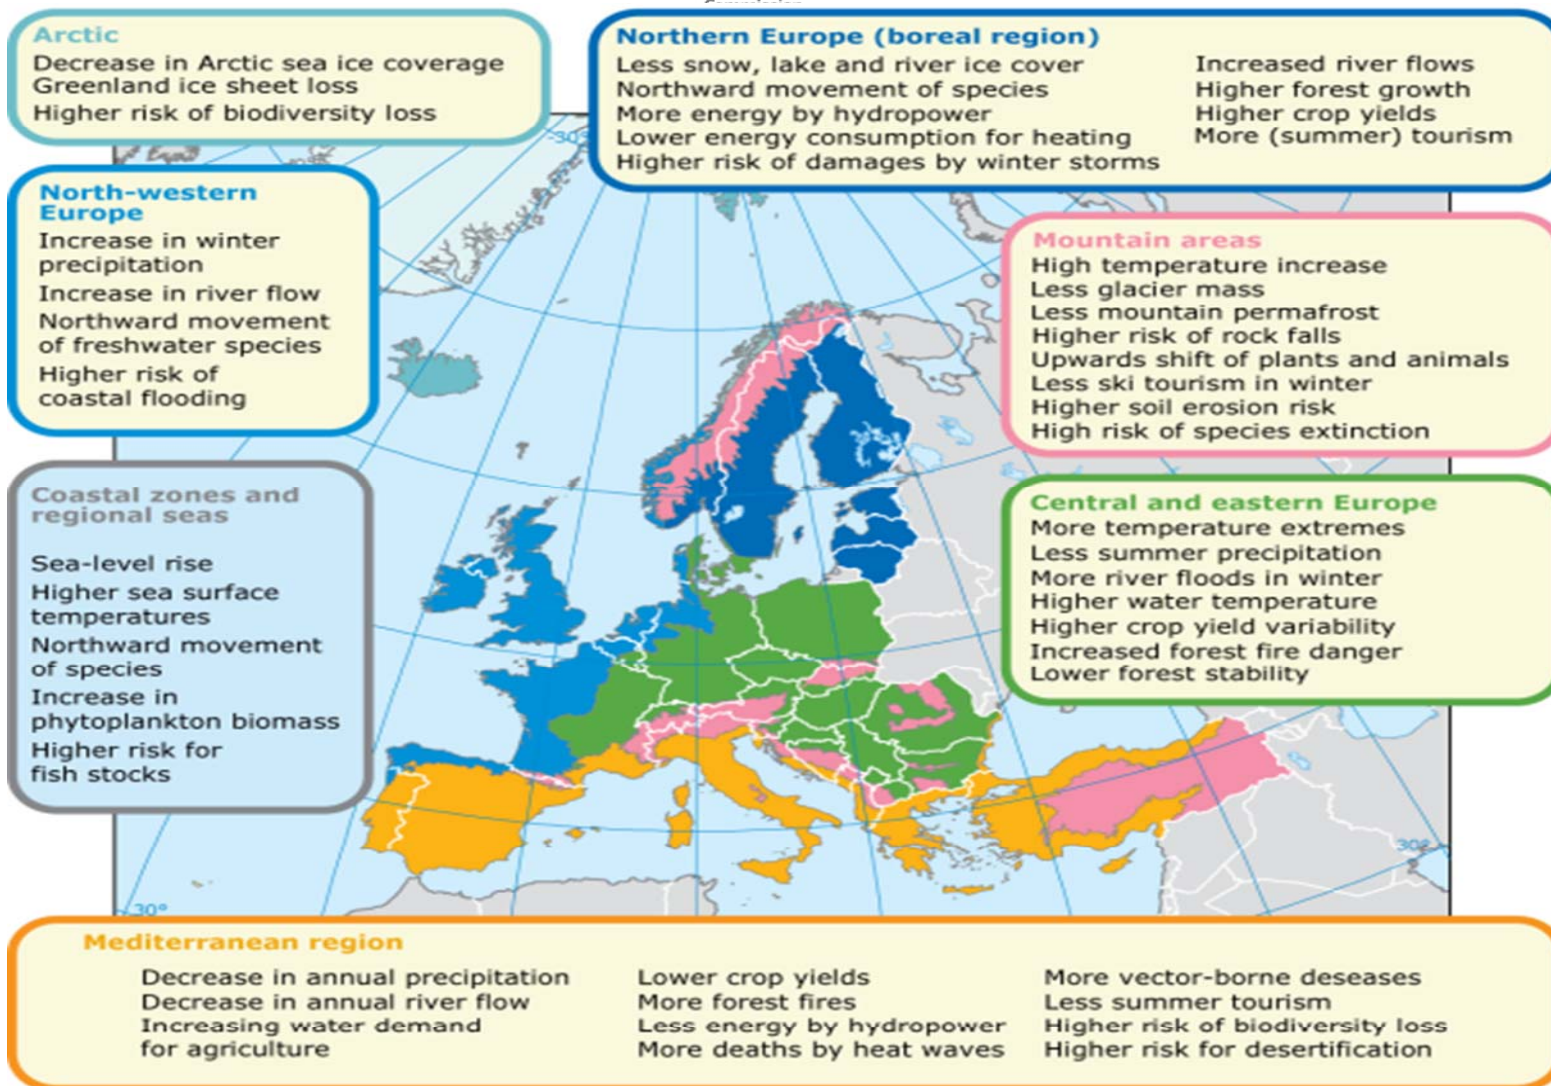 Arctic
Decrease in Arctic sea ice coverage
Greenland ice sheet loss
Higher risk of biodiversity loss
Northern Europe (boreal region)
Less snow, lake and river ice cover
Northward movement of species
More energy by hydropower
Lower energy consumption for heating
Higher risk of damages by winter storms
Increased river flows
Higher forest growth
Higher crop yields
More (summer) tourism
North-western
Europe
Increase in winter
precipitation
Increase in river flow
Northward movement
of freshwater species
Higher risk of
coastal flooding
Mountain areas
High temperature increase
Less glacier mass
Less mountain permafrost
Higher risk of rock falls
Upwards shift of plants and animals
Less ski tourism in winter
Higher soil erosion risk
High risk of species extinction
Coastal zones and
regional seas
Sea-level rise
Higher sea surface
temperatures
Northward movement
of species
Increase in
phytoplankton biomass
Higher risk for
fish stocks
Central and eastern Europe
More temperature extremes
Less summer precipitation
More river floods in winter
Higher water temperature
Higher crop yield variability
Increased forest fire danger
Lower forest stability
-30°
30°
30°
Mediterranean region
Decrease in annual precipitation
Decrease in annual river flow
Increasing water demand
for agriculture
Lower crop yields
More forest fires
Less energy by hydropower
More deaths by heat waves
More vector-borne deseases
Less summer tourism
Higher risk of biodiversity loss
Higher risk for desertification